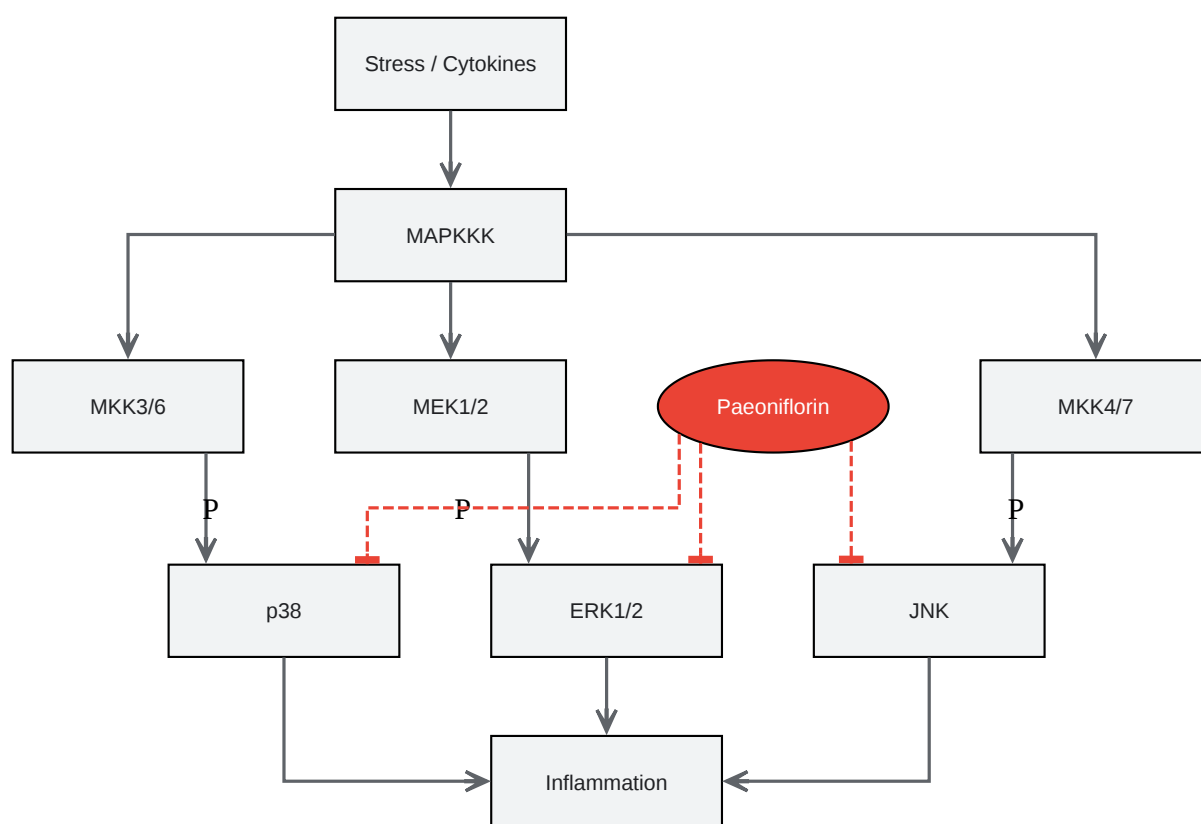 Stress / Cytokines
MAPKKK
MKK3/6
MEK1/2
Paeoniflorin
MKK4/7
P
P
P
p38
ERK1/2
JNK
Inflammation